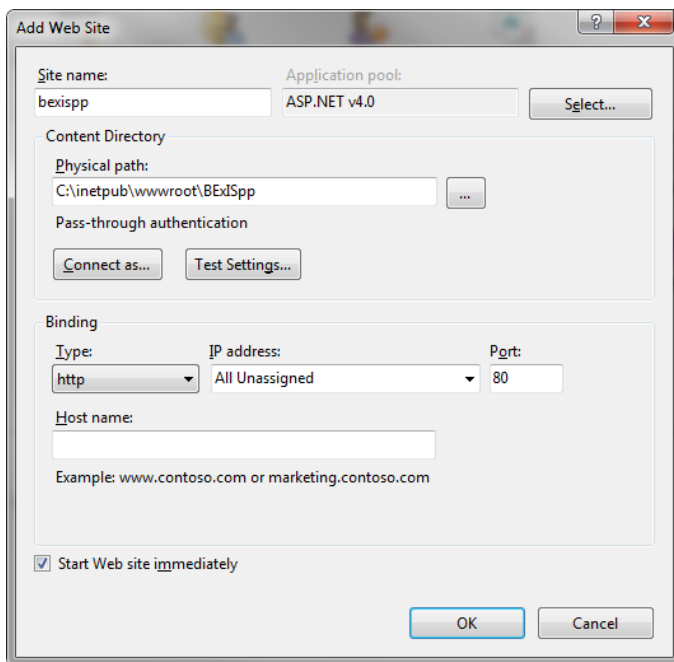 Add Web Site
Site name:
Application pool:
bexispp
ASP.NET v4.0
Select...
Content Directory
Physical path:
C:\inetpub\wwwroot\BExISpp
...
Pass-through authentication
Connect as...
Test Settings...
Binding
Type:
IP address:
Port:
http
All Unassigned
80
Host name:
Example: www.contoso.com or marketing.contoso.com
Start Web site immediately
OK
Cancel